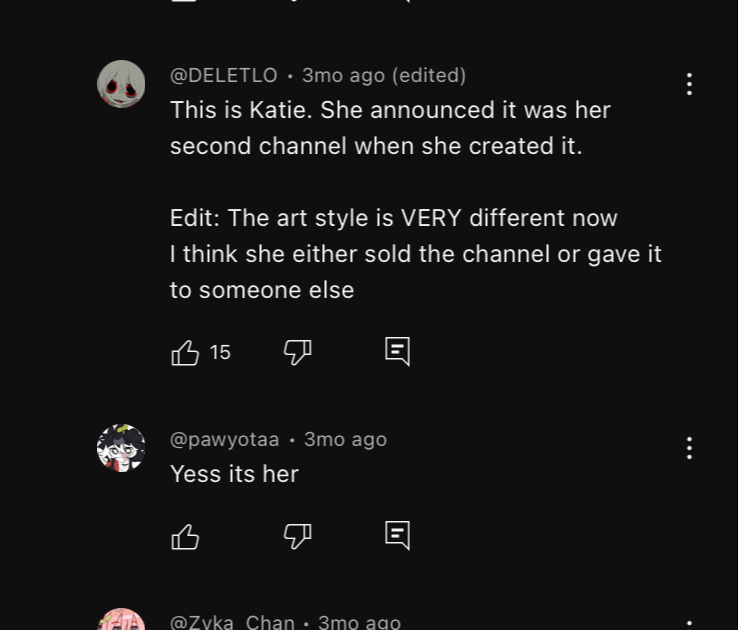 @DELETLO • 3mo ago (edited)
This is Katie. She announced it was her
second channel when she created it.
Edit: The art style is VERY different now
I think she either sold the channel or gave it
to someone else
15
@pawyotaa • 3mo ago
Yess its her
@Zyka_Chan • 3mo ago